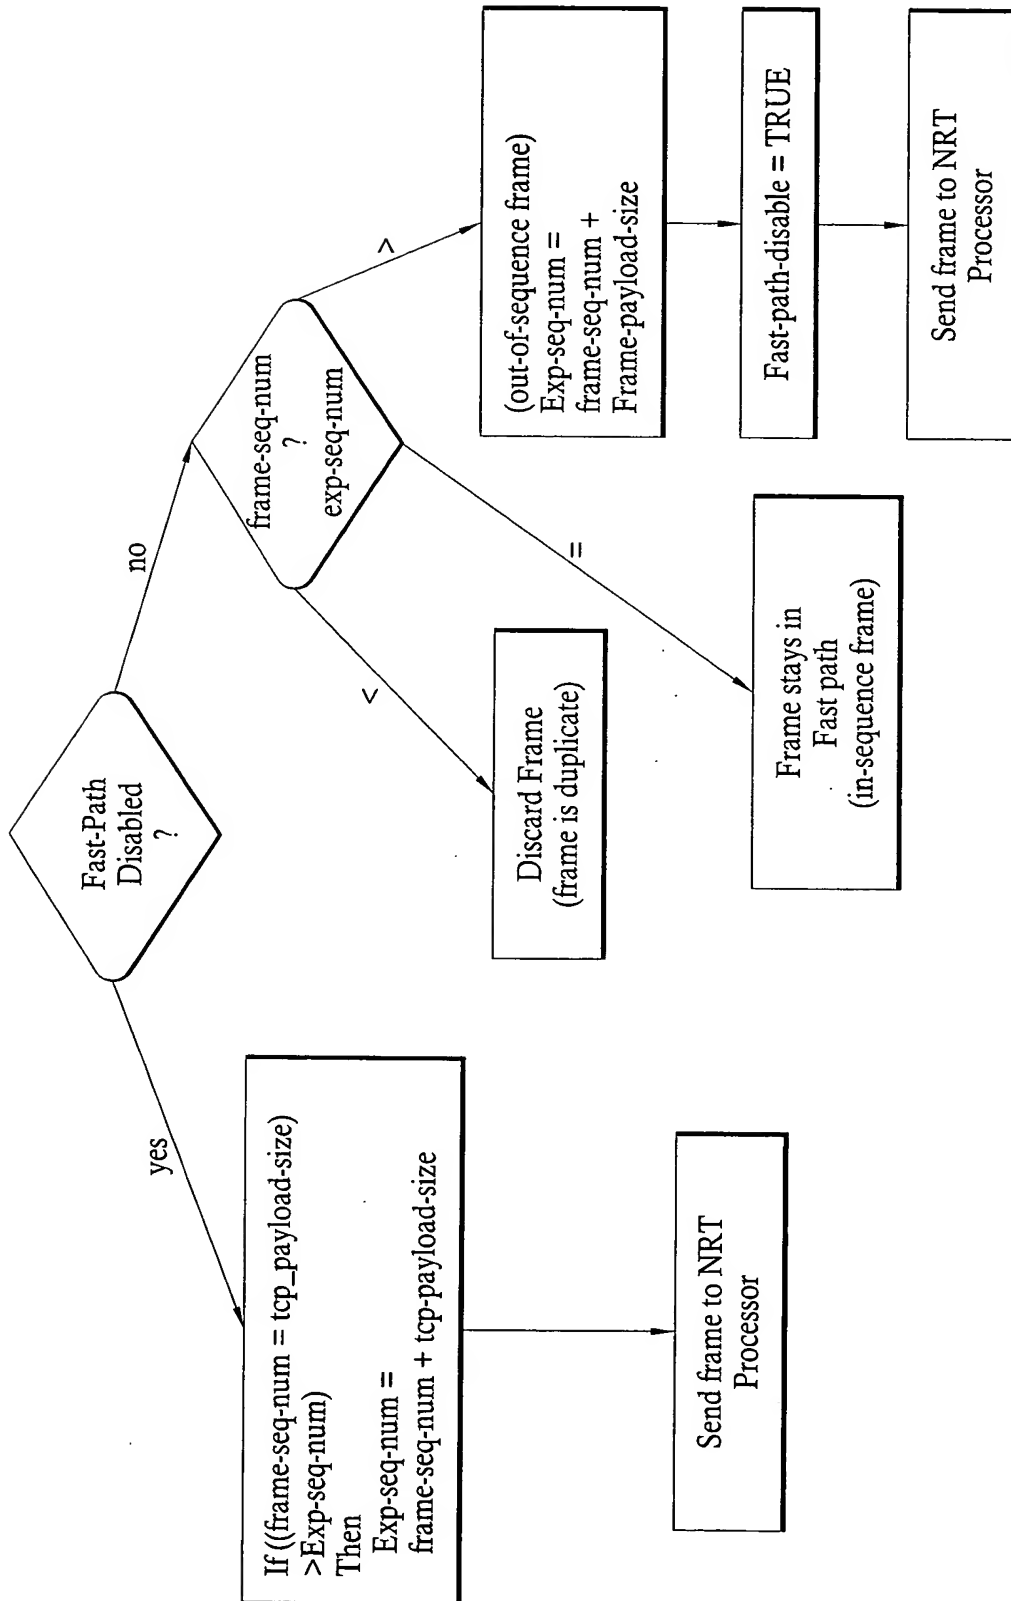 Fast-Path
Disabled
?
yes
no
If ((frame-seq-num = tcp_payload-size)
>Exp-seq-num)
Then
Exp-seq-num =
frame-seq-num + tcp-payload-size
Send frame to NRT
Processor
frame-seq-num
?
exp-seq-num
<
=
>
Discard Frame
(frame is duplicate)
Frame stays in
Fast path
(in-sequence frame)
(out-of-sequence frame)
Exp-seq-num =
frame-seq-num +
Frame-payload-size
Fast-path-disable = TRUE
Send frame to NRT
Processor